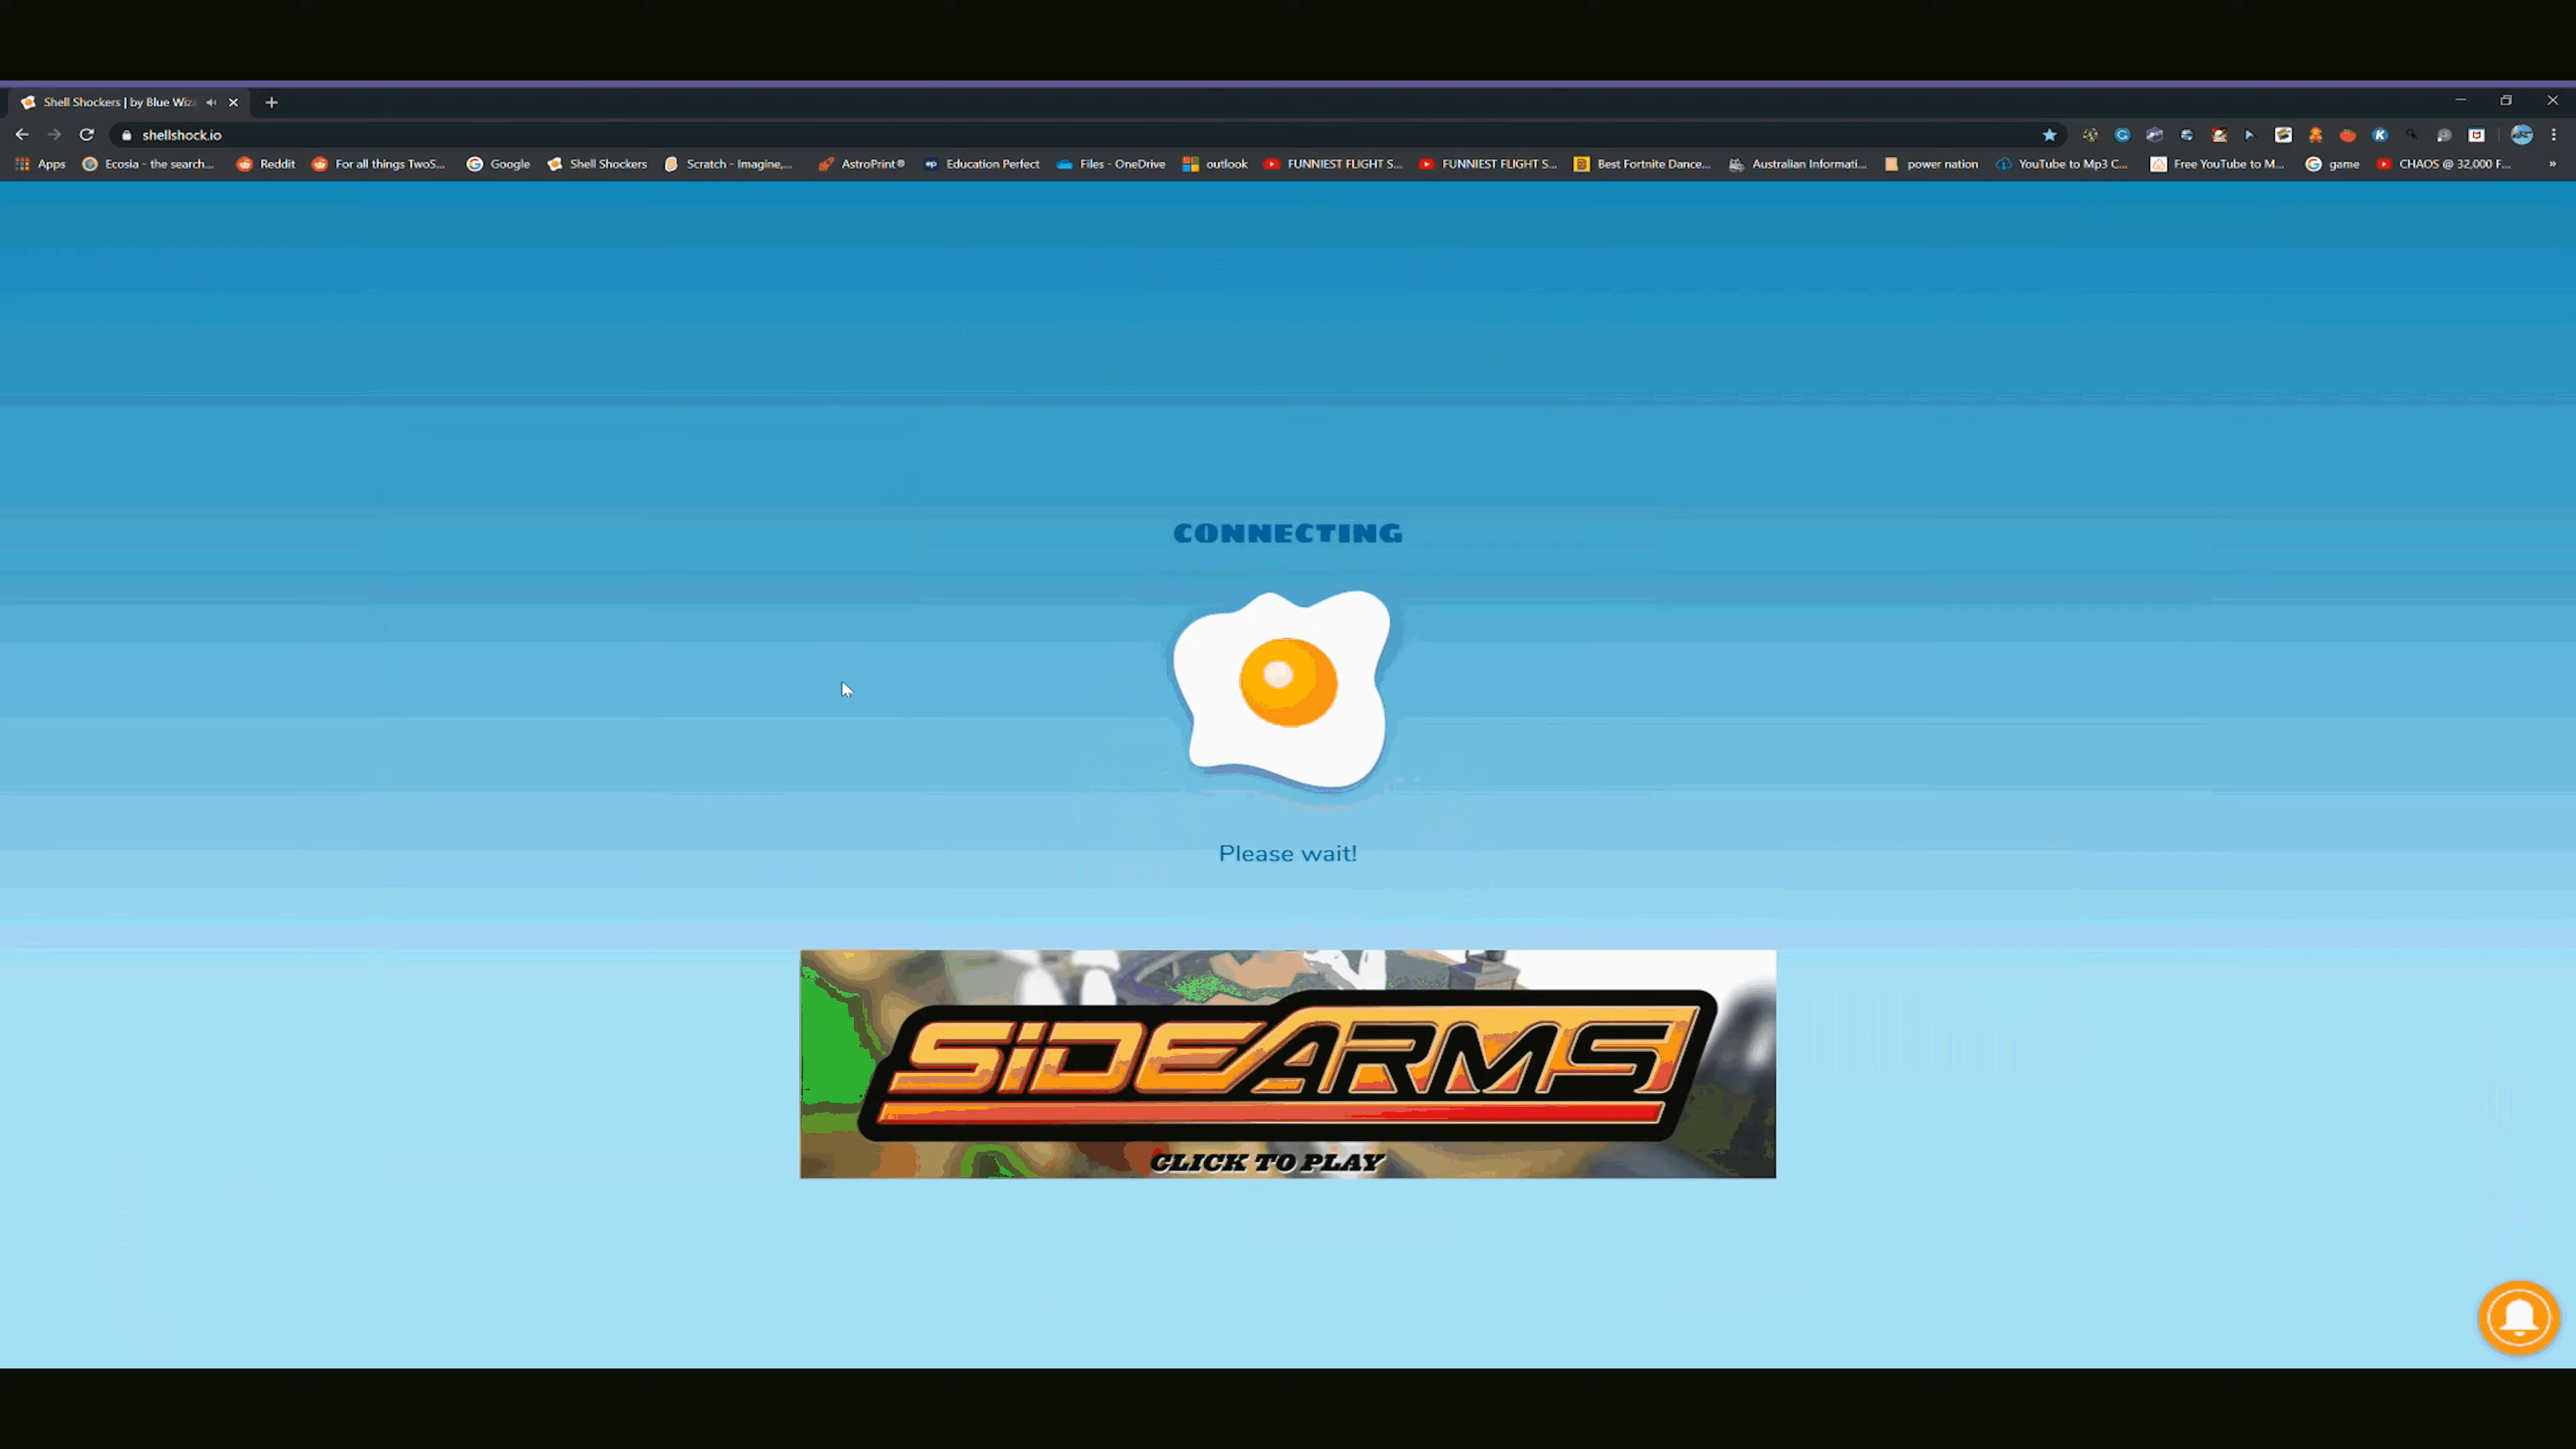 Shell Shockers | by Blue Wiza
shellshock.io
Apps Ecosia - the search... Reddit For all things TwoS... Google Shell Shockers Scratch - Imagine,... AstroPrint® Education Perfect Files - OneDrive outlook FUNNIEST FLIGHT S... FUNNIEST FLIGHT S... Best Fortnite Dance... Australian Informati... power nation YouTube to Mp3 C... Free YouTube to M... game CHAOS @ 32,000 F... »
CONNECTING
Please wait!
SIDEARMS
CLICK TO PLAY